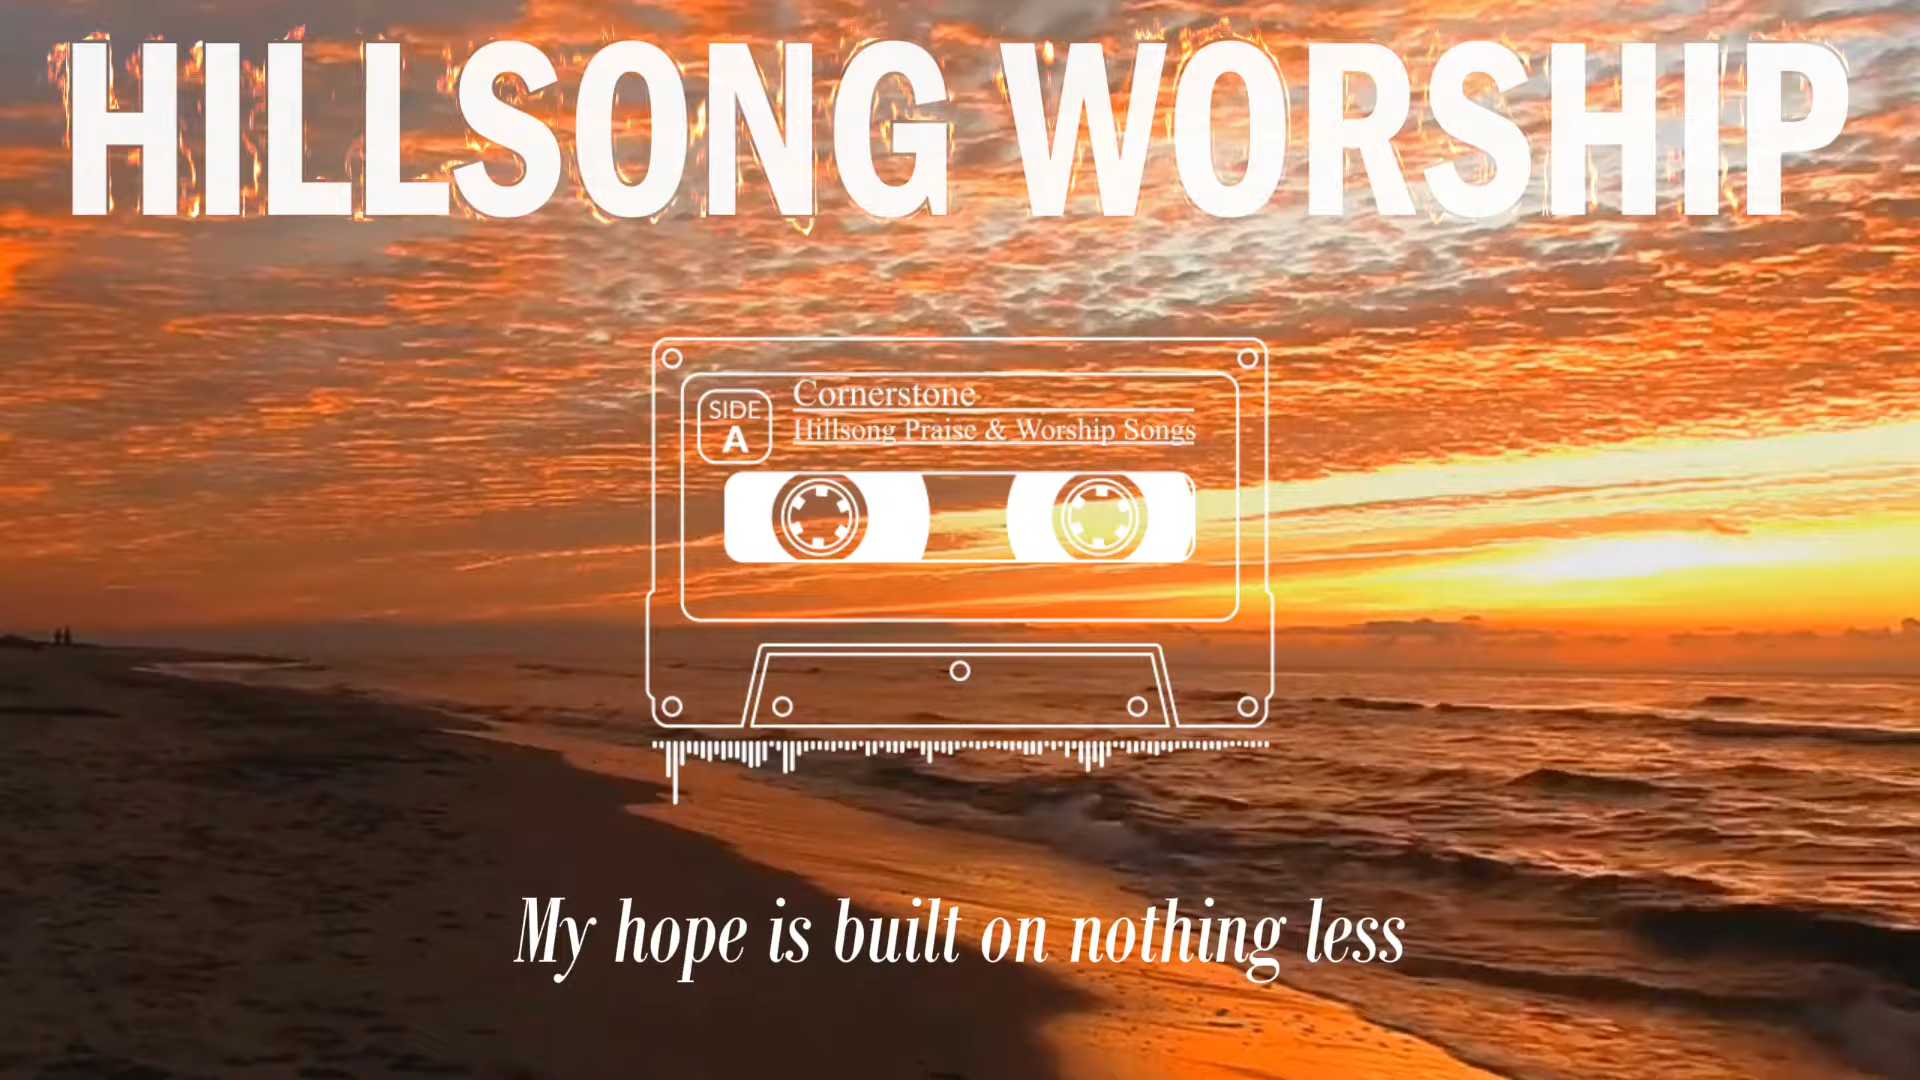 HILLSONG WORSHIP
SIDE
A
Cornerstone
Hillsong Praise & Worship Songs
My hope is built on nothing less